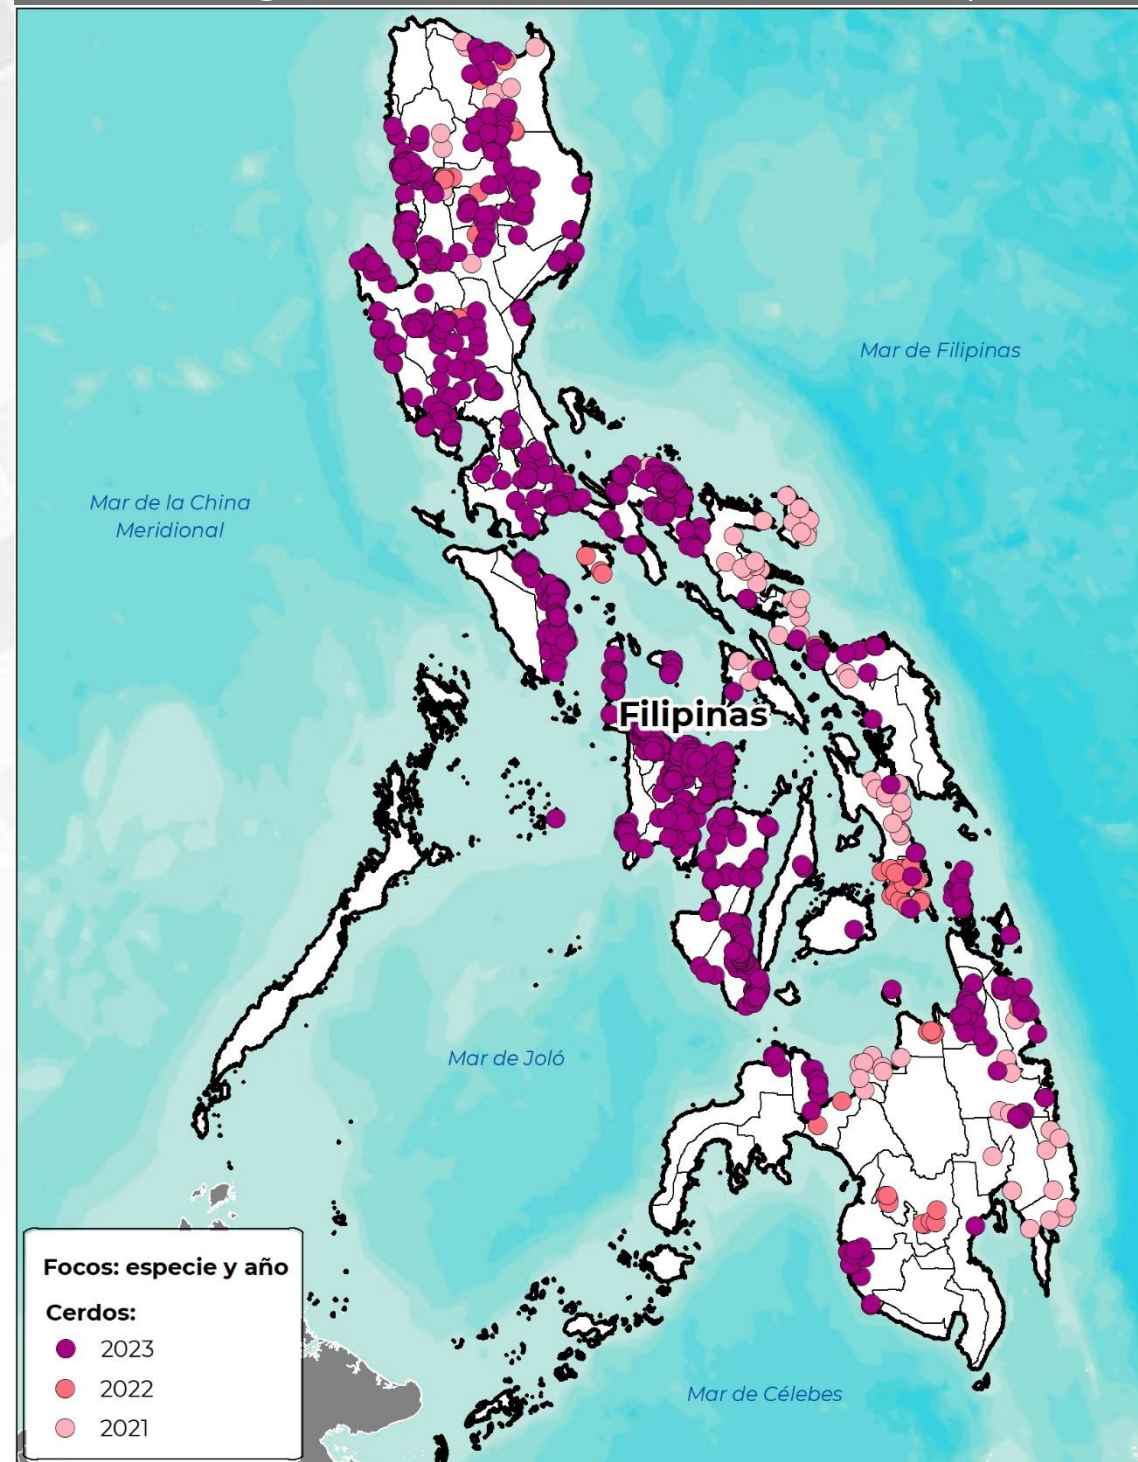 Mar de Filipinas
Mar de la China
Meridional
Filipinas
Mar de Joló
Mar de Célebes
Focos: especie y año
Cerdos:
2023
2022
2021